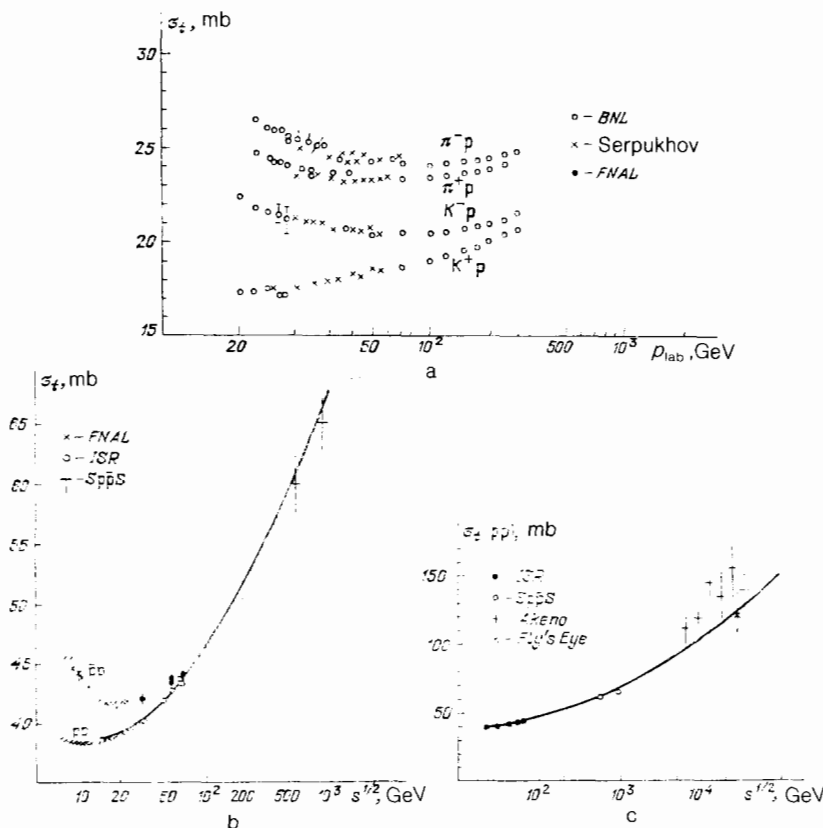 σt, mb
30
25
20
15
20
50
10²
500
10³
plab, GeV
π⁻p
π⁺p
K⁻p
K⁺p
○ – BNL
× – Serpukhov
● – FNAL
a
σt, mb
65
60
55
50
45
40
× – FNAL
○ – ISR
– Spp̄S
p̄p
pp
10
20
50
10²
200
500
10³
s1/2, GeV
b
mb
150
100
50
● – ISR
○ – Spp̄S
+ – Akeno
Fly's Eye
10²
10³
10⁴
s1/2, GeV
c